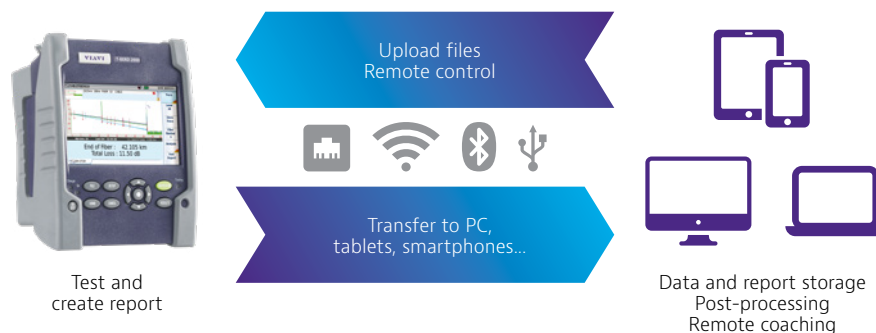 Upload files
Remote control
VIAVI
End of Fiber : 42.105 km
Total Loss : 11.50 dB
Transfer to PC,
tablets, smartphones...
Test and
create report
Data and report storage
Post-processing
Remote coaching